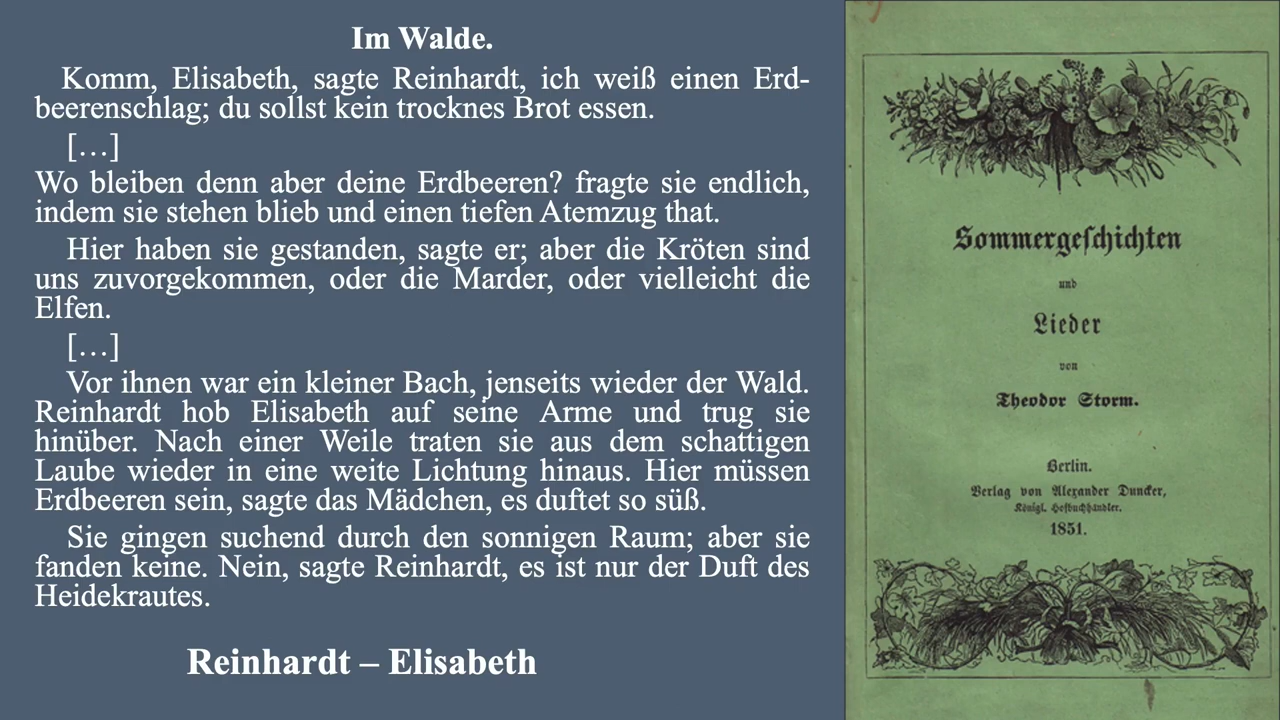 Im Walde.
Komm, Elisabeth, sagte Reinhardt, ich weiß einen Erd-
beerenschlag; du sollst kein trocknes Brot essen.
[…]
Wo bleiben denn aber deine Erdbeeren? fragte sie endlich,
indem sie stehen blieb und einen tiefen Atemzug that.
Hier haben sie gestanden, sagte er; aber die Kröten sind
uns zuvorgekommen, oder die Marder, oder vielleicht die
Elfen.
[…]
Vor ihnen war ein kleiner Bach, jenseits wieder der Wald.
Reinhardt hob Elisabeth auf seine Arme und trug sie
hinüber. Nach einer Weile traten sie aus dem schattigen
Laube wieder in eine weite Lichtung hinaus. Hier müssen
Erdbeeren sein, sagte das Mädchen, es duftet so süß.
Sie gingen suchend durch den sonnigen Raum; aber sie
fanden keine. Nein, sagte Reinhardt, es ist nur der Duft des
Heidekrautes.
Reinhardt – Elisabeth
Sommergeſchichten
und
Lieder
von
Theodor Storm.
Berlin.
Verlag von Alexander Duncker,
Königl. Hofbuchhändler.
1851.